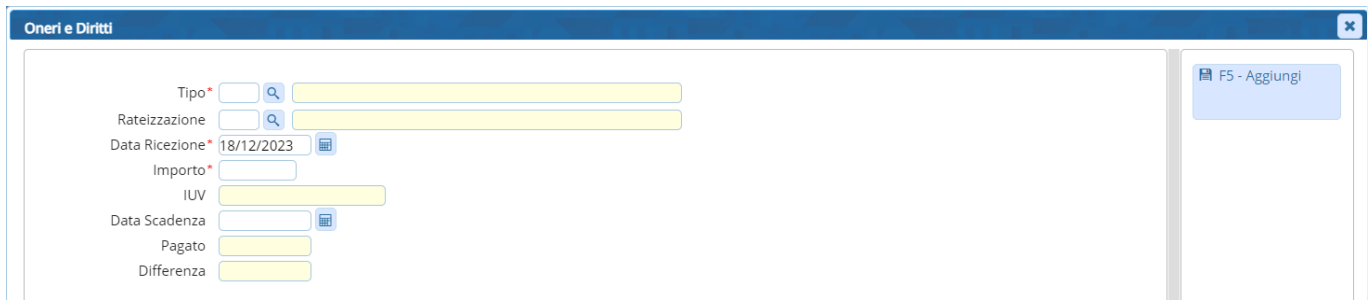 Oneri e Diritti
Tipo*
Rateizzazione
Data Ricezione* 18/12/2023
Importo*
IUV
Data Scadenza
Pagato
Differenza
F5 - Aggiungi